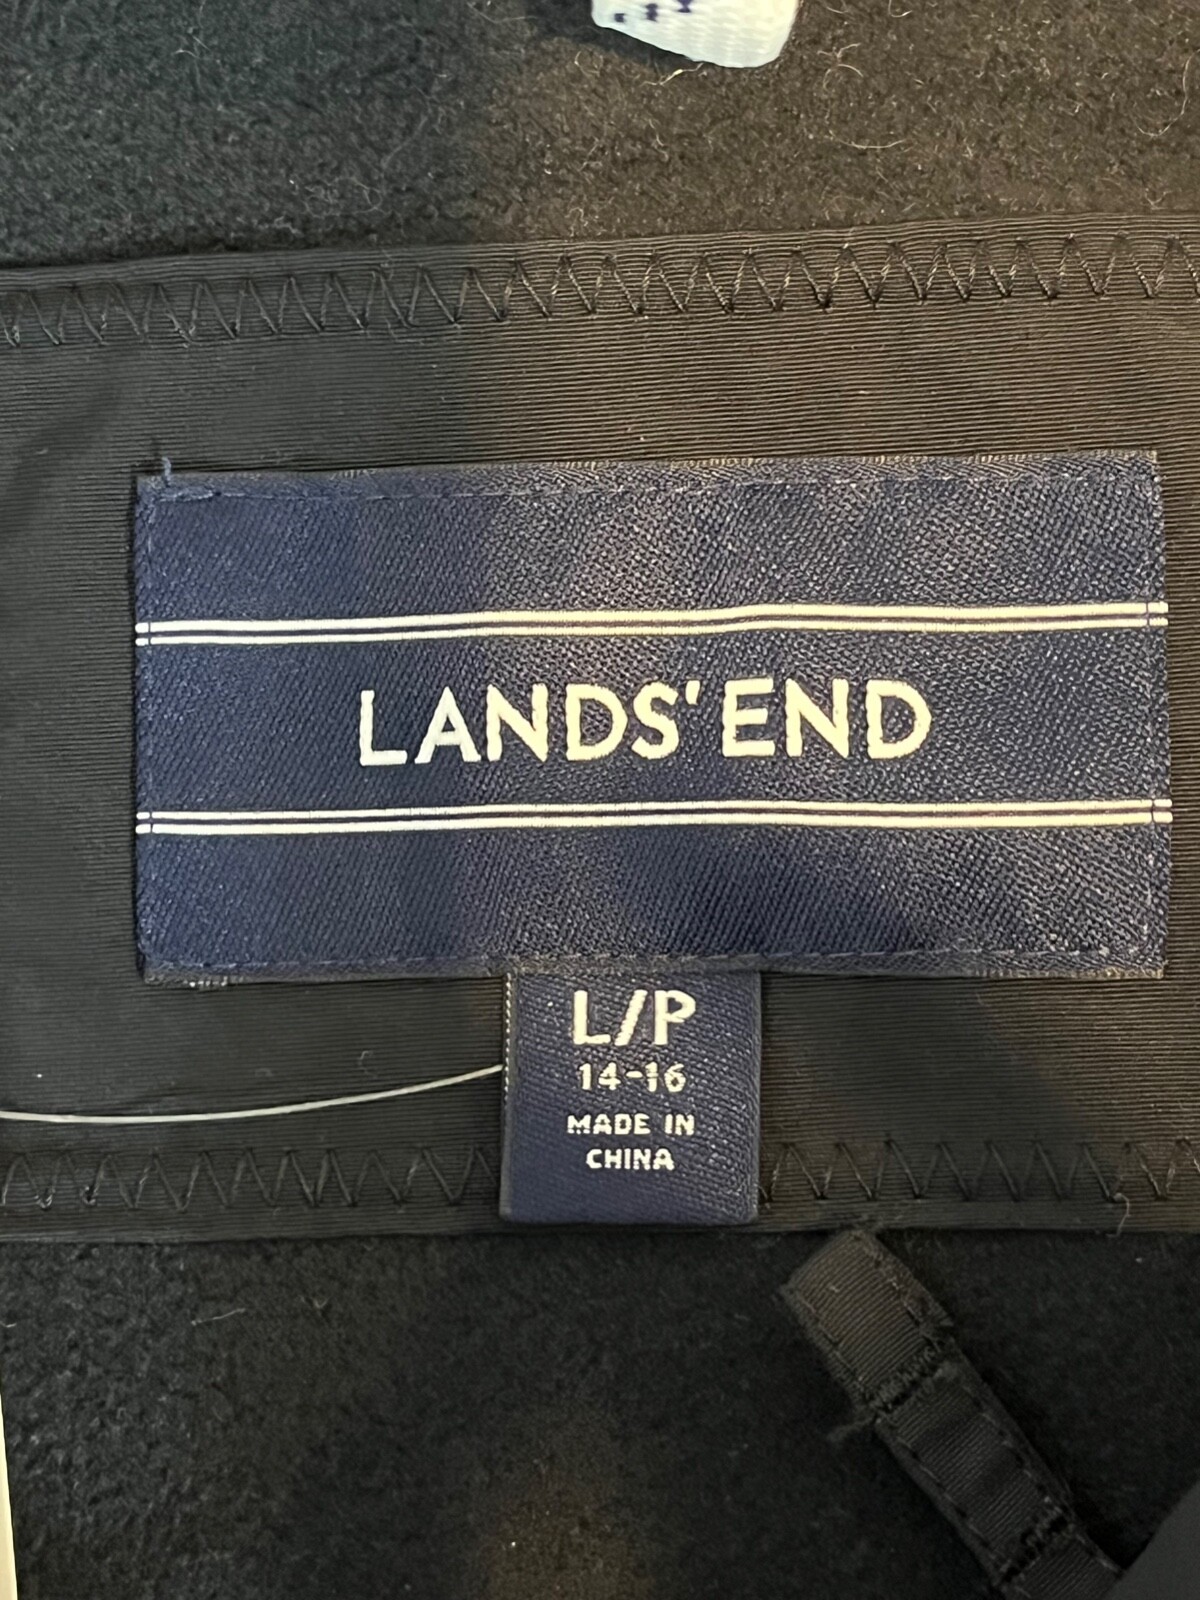 LANDS' END
L/P
14-16
MADE IN
CHINA